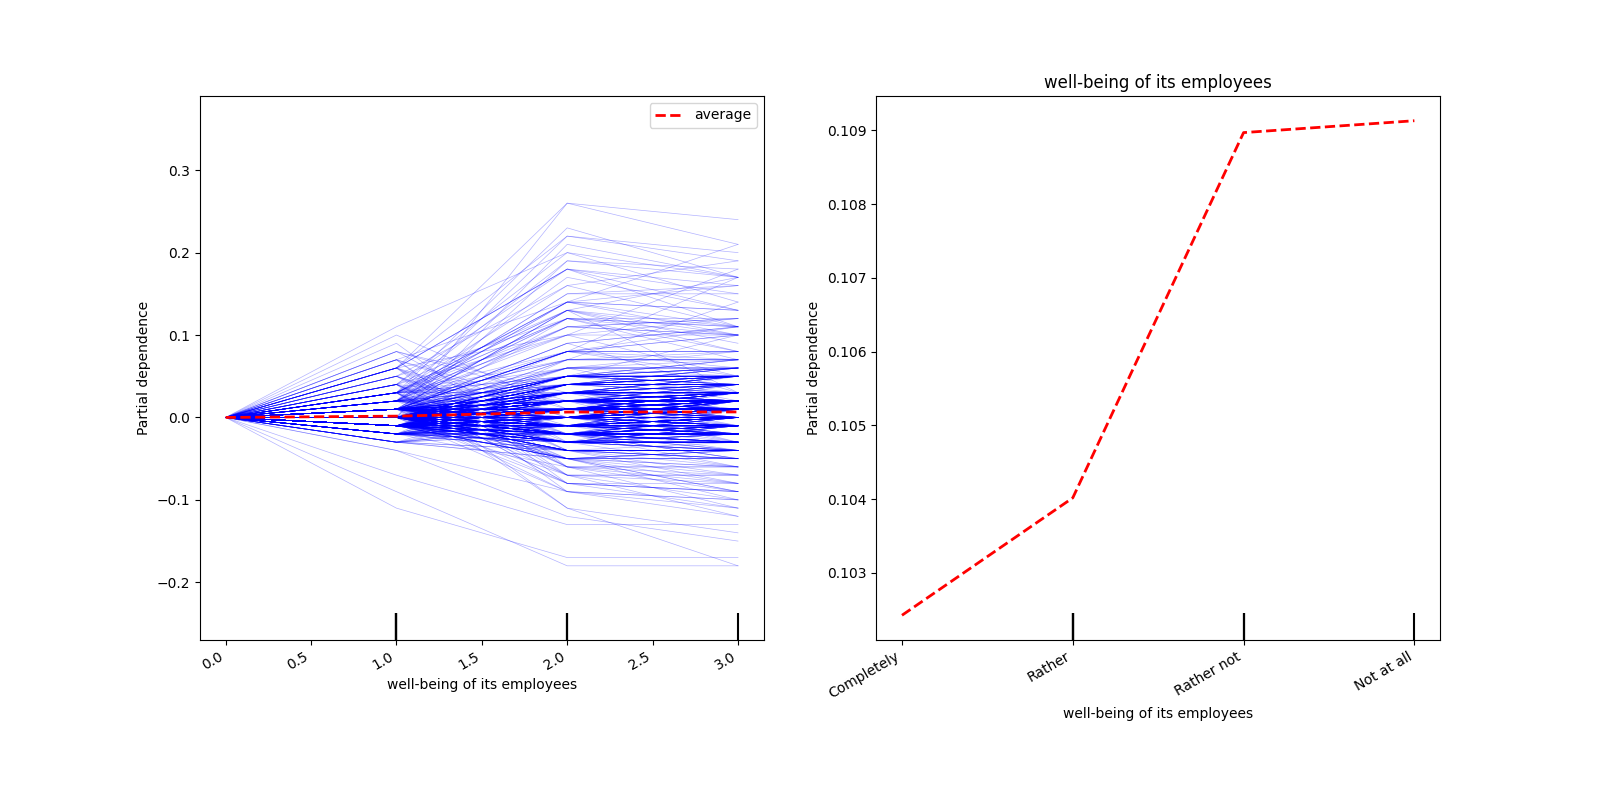 average
0.3
0.2
0.1
0.0
−0.1
−0.2
Partial dependence
0.0
0.5
1.0
1.5
2.0
2.5
3.0
well-being of its employees
well-being of its employees
0.109
0.108
0.107
0.106
0.105
0.104
0.103
Partial dependence
Completely
Rather
Rather not
Not at all
well-being of its employees